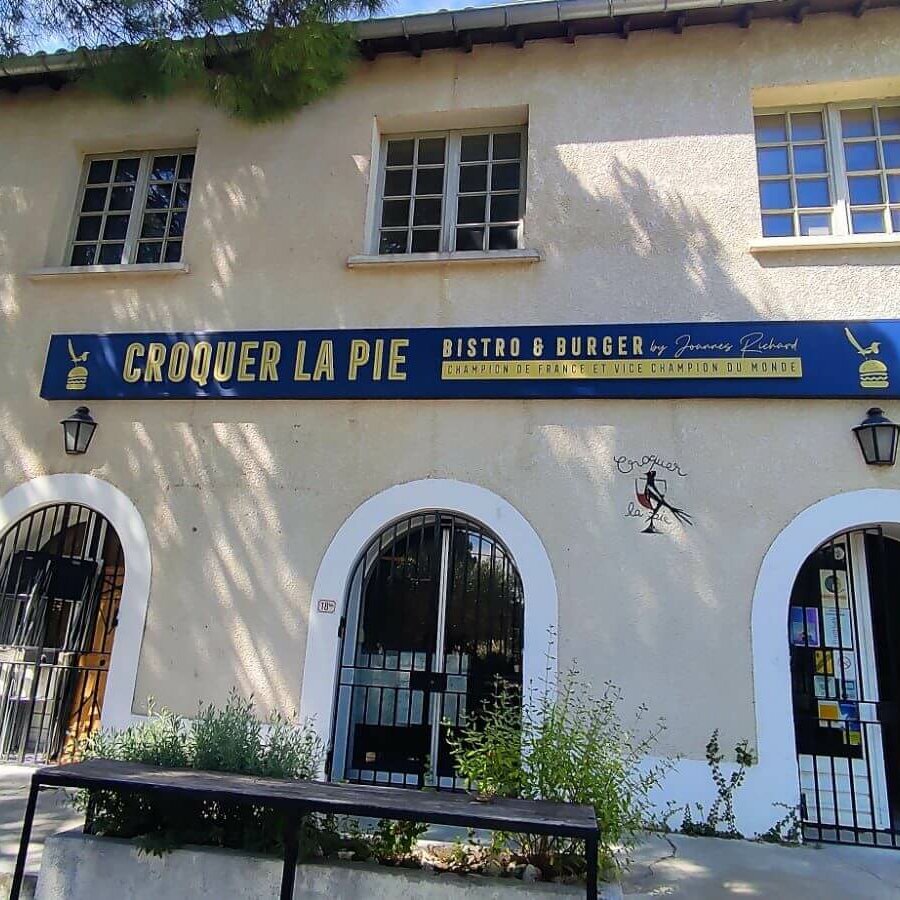 CROQUER LA PIE
BISTRO & BURGER by Joannes Richard
CHAMPION DE FRANCE ET VICE CHAMPION DU MONDE
Croquer
la Pie
18